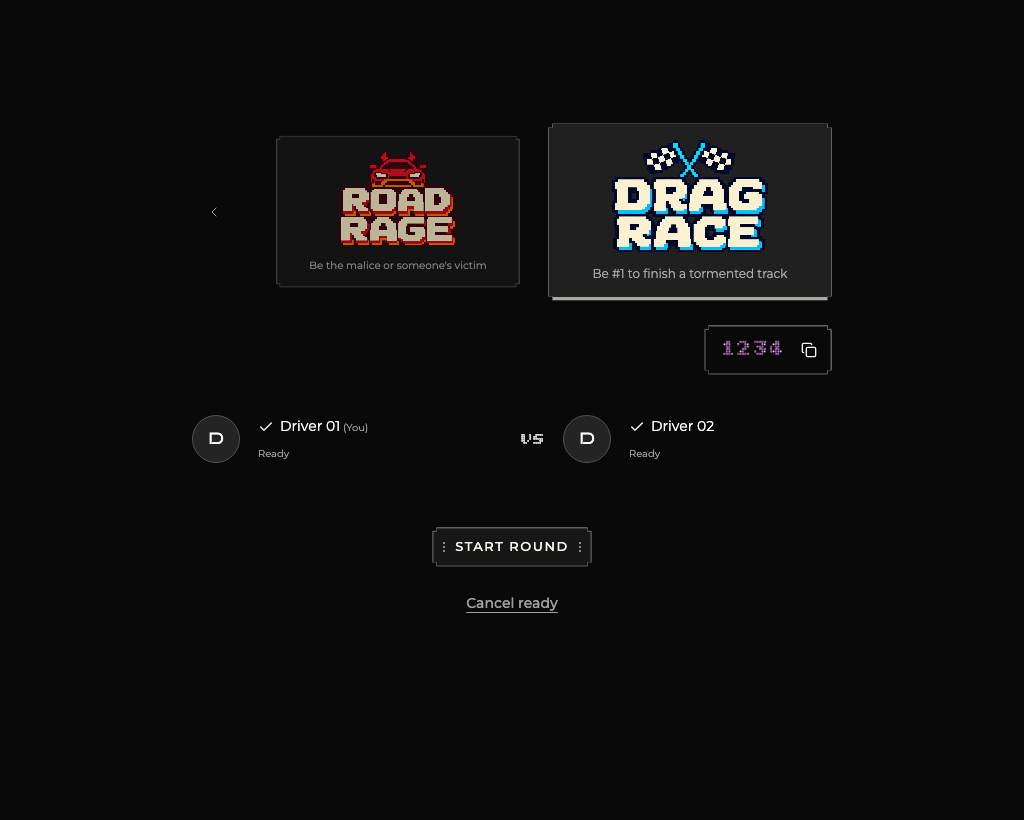 ROAD
RAGE
Be the malice or someone's victim
DRAG
RACE
Be #1 to finish a tormented track
1234
D
Driver 01 (You)
Ready
VS
D
Driver 02
Ready
START ROUND
Cancel ready